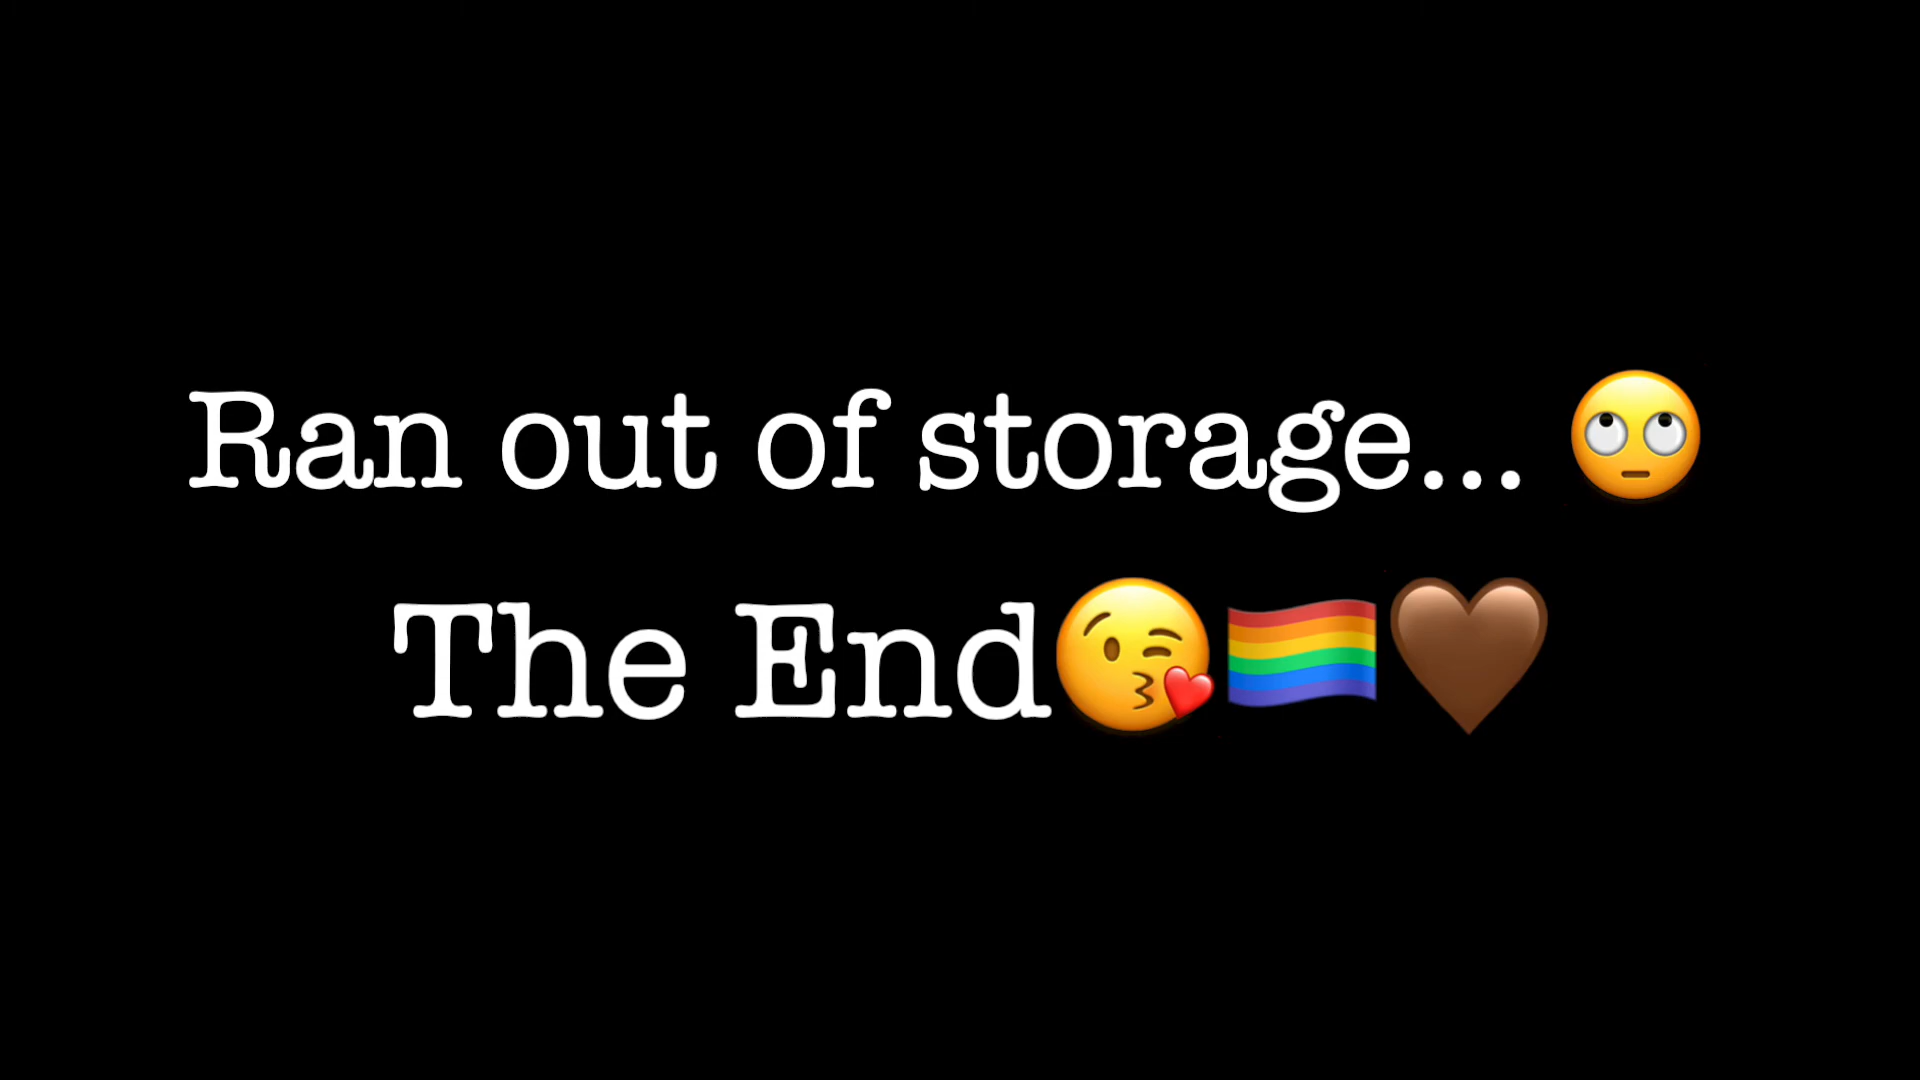 Ran out of storage... 🙄
The End😘🏳️‍🌈🤎